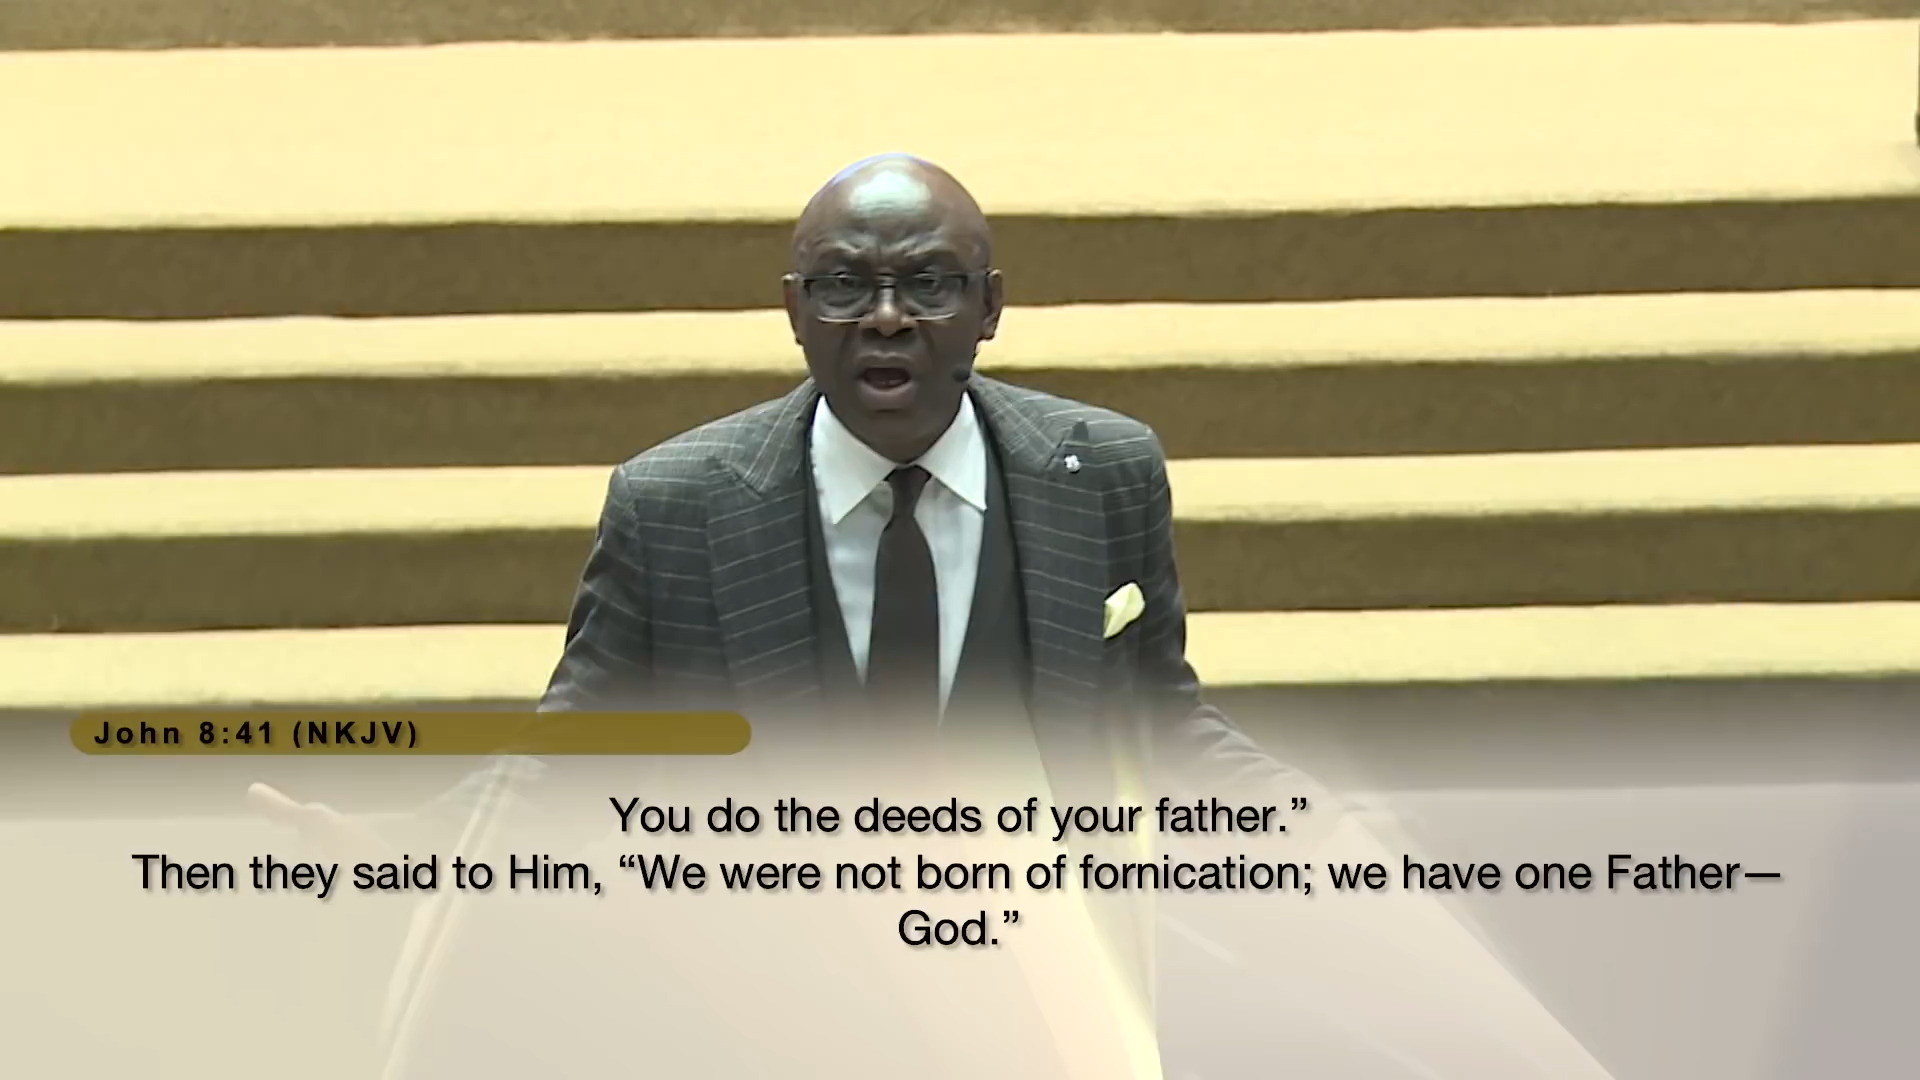 John 8:41 (NKJV)
You do the deeds of your father.”
Then they said to Him, “We were not born of fornication; we have one Father—
God.”